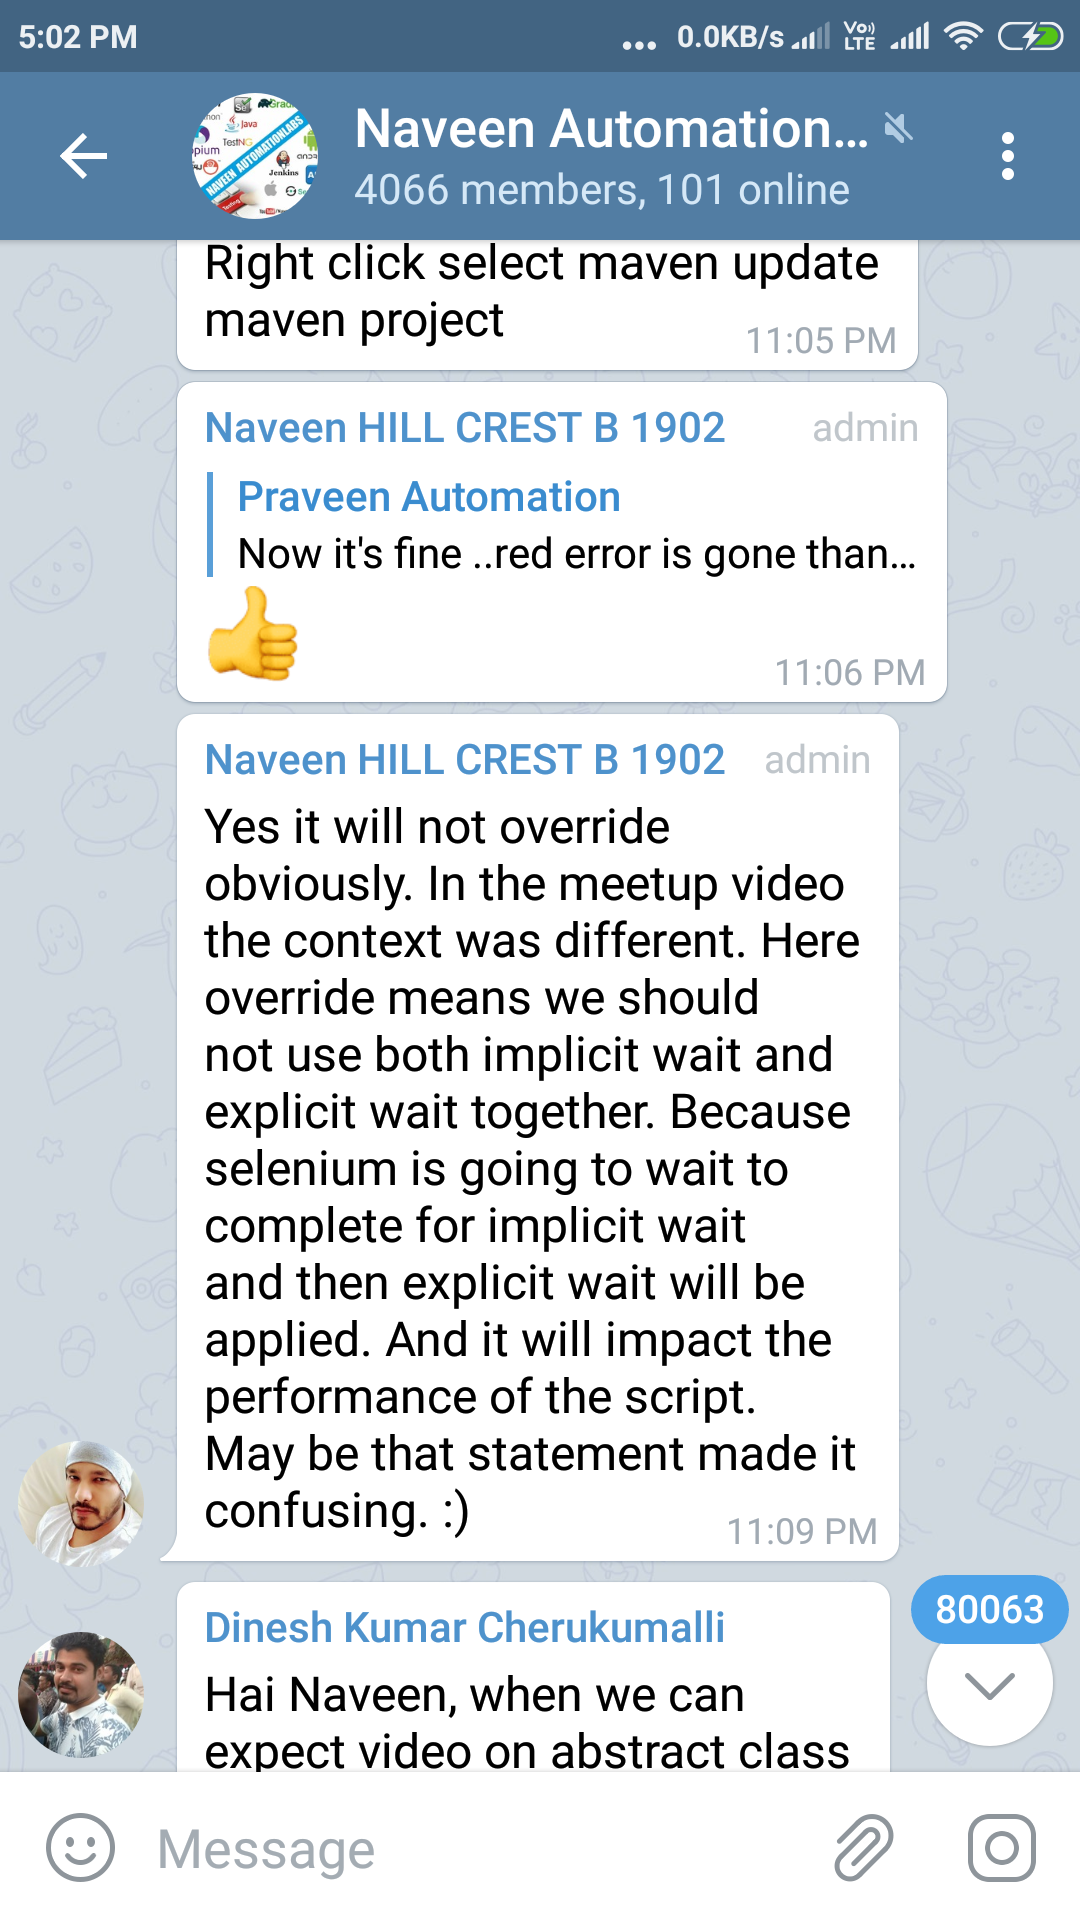 5:02 PM
... 0.0KB/s Vo)) LTE
Naveen Automation...
4066 members, 101 online
NAVEEN AUTOMATIONLABS
Java
TestNG
Jenkins
Right click select maven update
maven project
11:05 PM
Naveen HILL CREST B 1902 admin
Praveen Automation
Now it's fine ..red error is gone than...
👍
11:06 PM
Naveen HILL CREST B 1902 admin
Yes it will not override
obviously. In the meetup video
the context was different. Here
override means we should
not use both implicit wait and
explicit wait together. Because
selenium is going to wait to
complete for implicit wait
and then explicit wait will be
applied. And it will impact the
performance of the script.
May be that statement made it
confusing. :)
11:09 PM
80063
Dinesh Kumar Cherukumalli
Hai Naveen, when we can
expect video on abstract class
Message